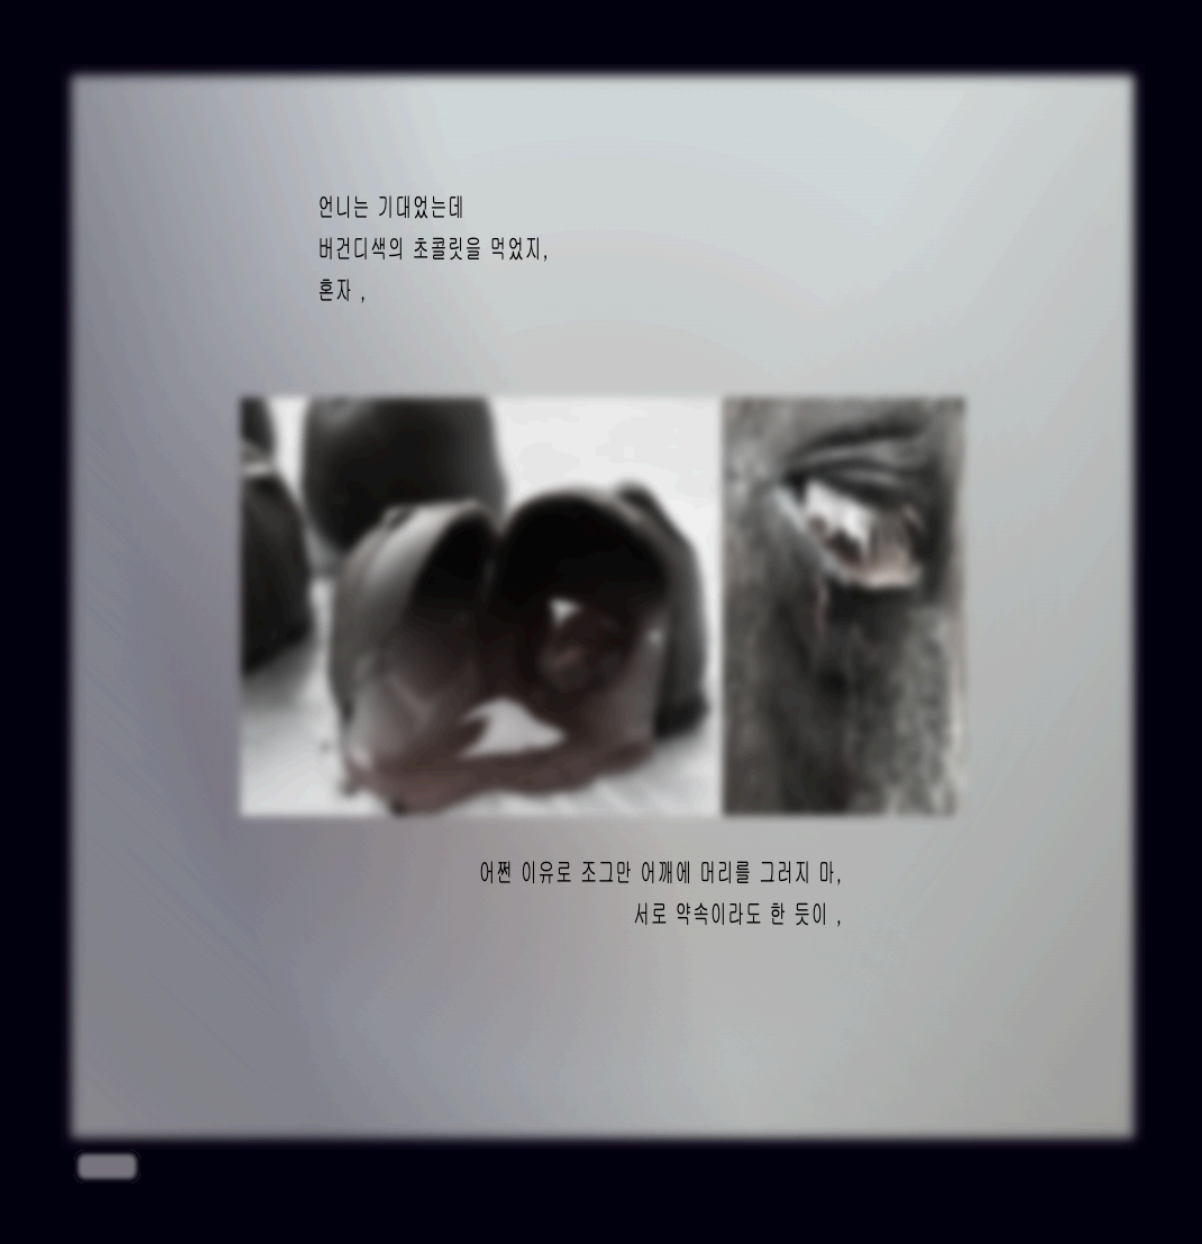 언니는 기대었는데
버건디색의 초콜릿을 먹었지,
혼자 ,
어쩐 이유로 조그만 어깨에 머리를 그러지 마,
서로 약속이라도 한 듯이 ,